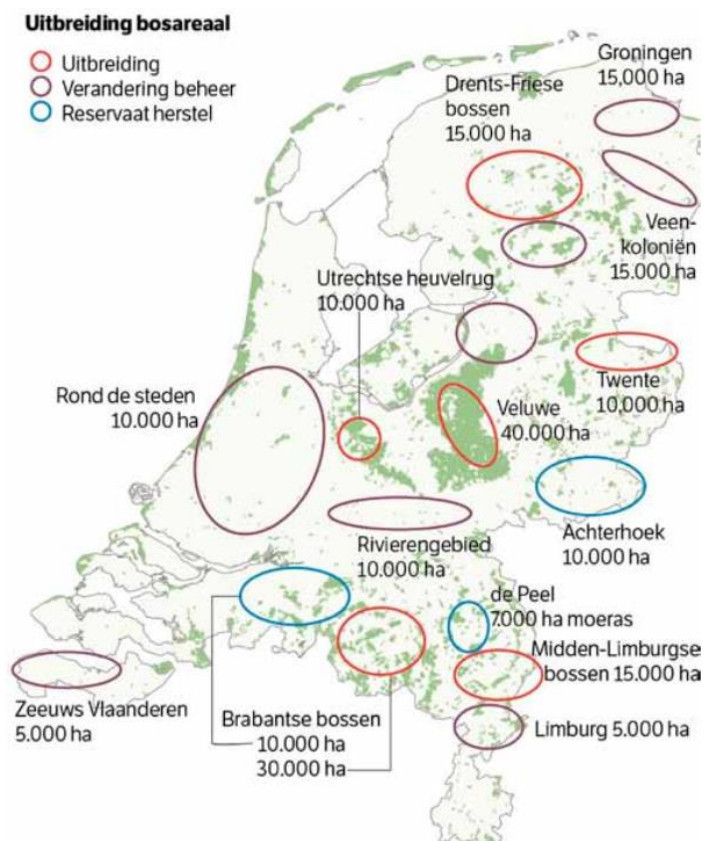 Uitbreiding bosareaal
Uitbreiding
Verandering beheer
Reservaat herstel
Groningen
15,000 ha
Drents-Friese
bossen
15.000 ha
Veen-
koloniën
15.000 ha
Utrechtse heuvelrug
10.000 ha
Rond de steden
10.000 ha
Twente
10.000 ha
Veluwe
40.000 ha
Achterhoek
10.000 ha
Rivierengebied
10.000 ha
de Peel
7.000 ha moeras
Midden-Limburgse
bossen 15.000 ha
Zeeuws Vlaanderen
5.000 ha
Brabantse bossen
10.000 ha
30.000 ha
Limburg 5.000 ha